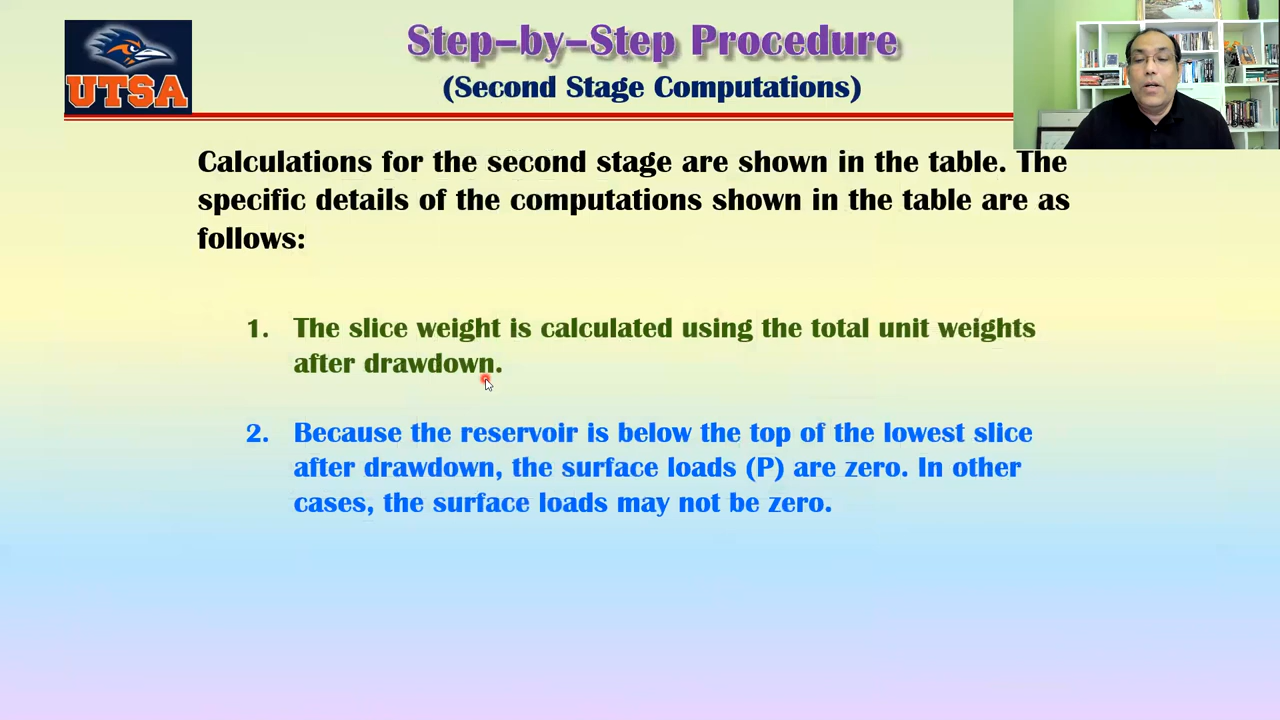 UTSA
Step–by–Step Procedure
(Second Stage Computations)
Calculations for the second stage are shown in the table. The
specific details of the computations shown in the table are as
follows:
1. The slice weight is calculated using the total unit weights
after drawdown.
2. Because the reservoir is below the top of the lowest slice
after drawdown, the surface loads (P) are zero. In other
cases, the surface loads may not be zero.